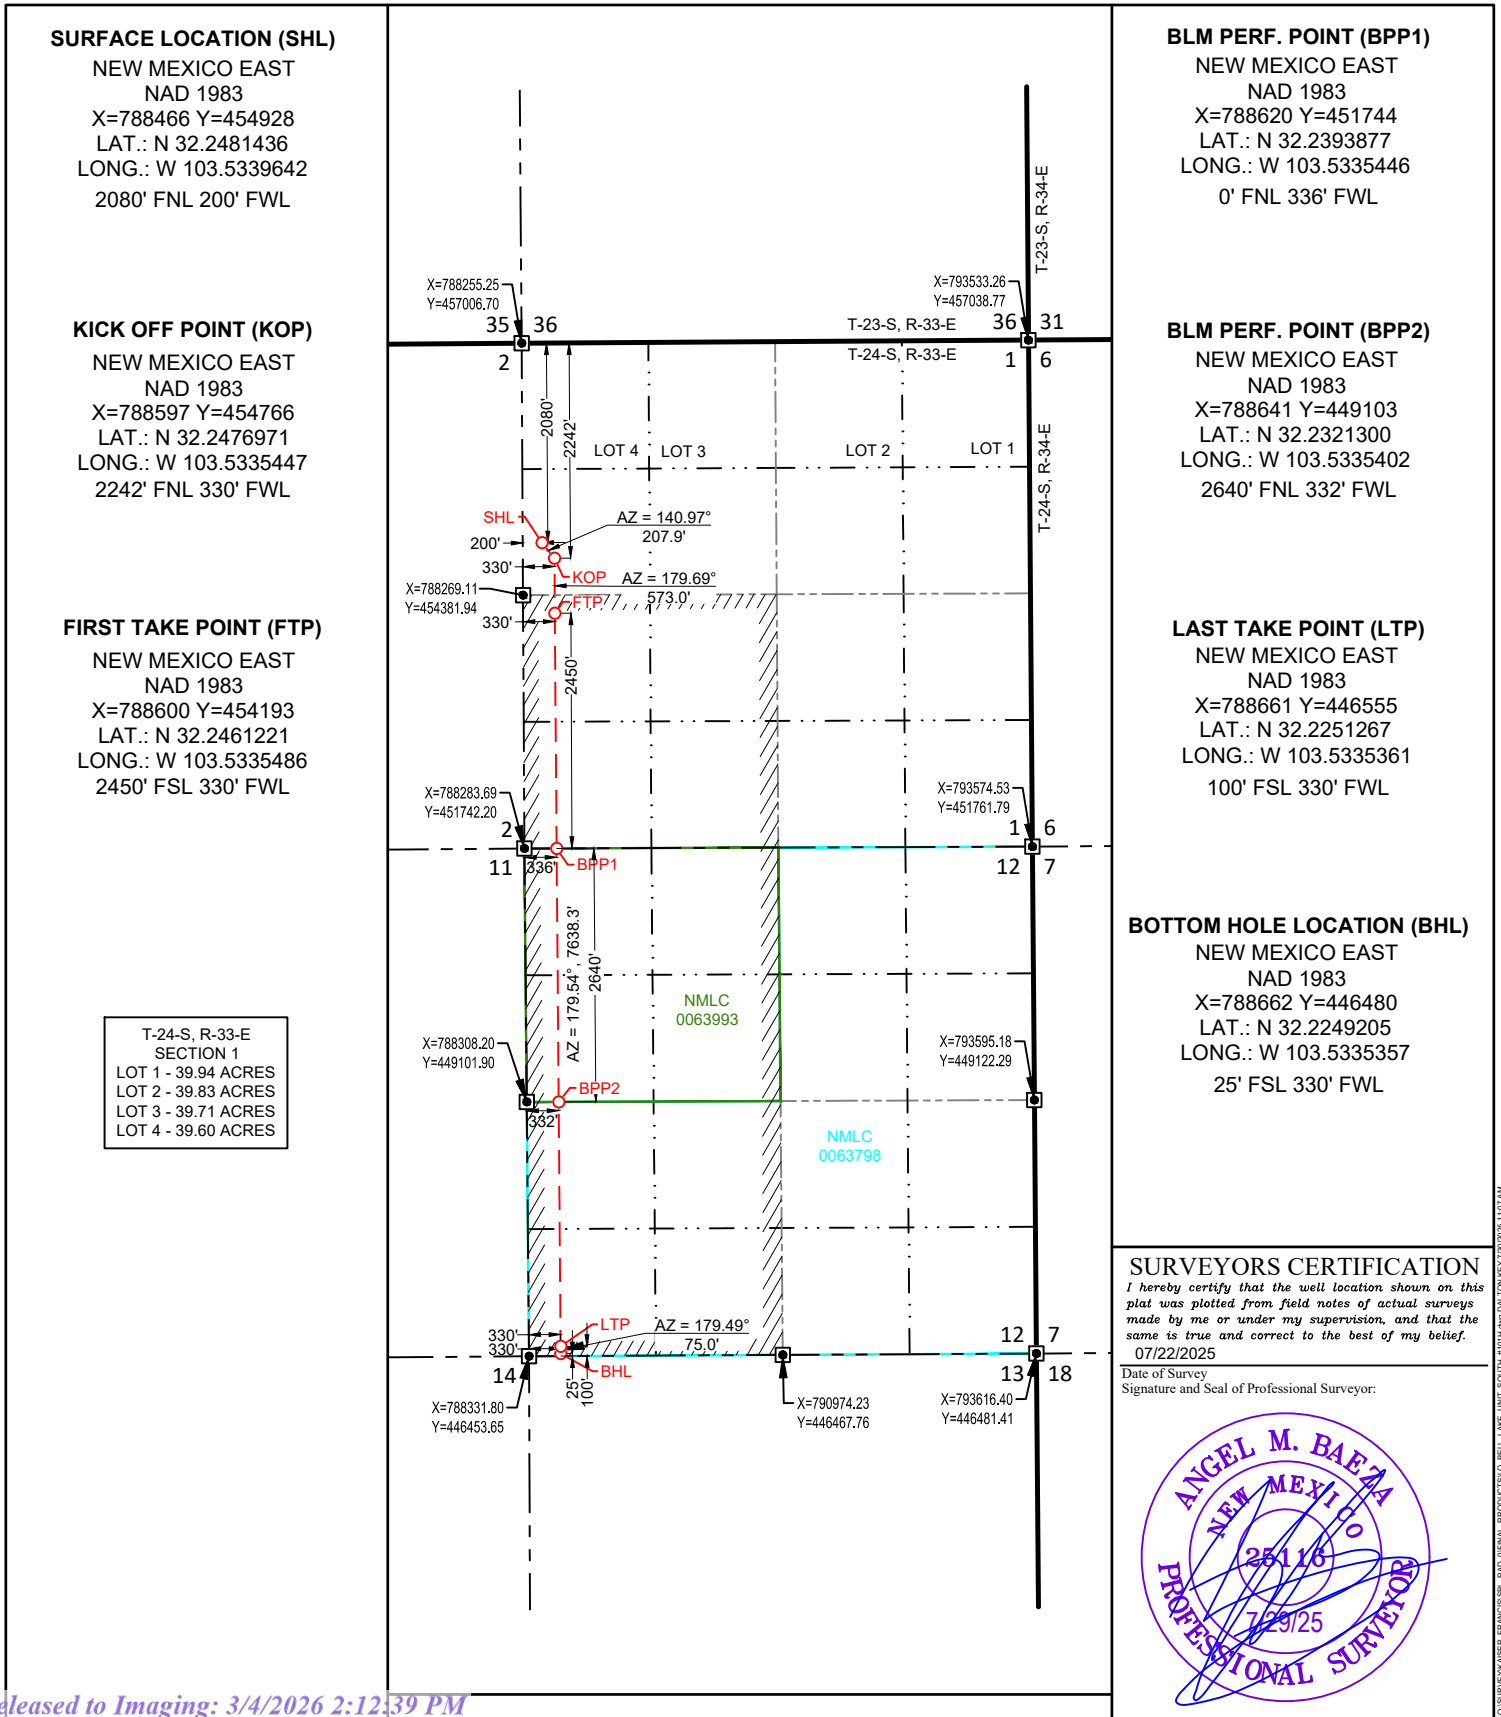 SURFACE LOCATION (SHL)
NEW MEXICO EAST
NAD 1983
X=788466 Y=454928
LAT.: N 32.2481436
LONG.: W 103.5339642
2080' FNL 200' FWL
KICK OFF POINT (KOP)
NEW MEXICO EAST
NAD 1983
X=788597 Y=454766
LAT.: N 32.2476971
LONG.: W 103.5335447
2242' FNL 330' FWL
FIRST TAKE POINT (FTP)
NEW MEXICO EAST
NAD 1983
X=788600 Y=454193
LAT.: N 32.2461221
LONG.: W 103.5335486
2450' FSL 330' FWL
T-24-S, R-33-E
SECTION 1
LOT 1 - 39.94 ACRES
LOT 2 - 39.83 ACRES
LOT 3 - 39.71 ACRES
LOT 4 - 39.60 ACRES
T-23-S, R-34-E
X=788255.25
Y=457006.70
X=793533.26
Y=457038.77
35 36
T-23-S, R-33-E
36 31
2
T-24-S, R-33-E
1 6
T-24-S, R-34-E
2080'
2242'
LOT 4
LOT 3
LOT 2
LOT 1
SHL
AZ = 140.97°
207.9'
200'
330'
KOP
AZ = 179.69°
573.0'
X=788269.11
Y=454381.94
FTP
330'
2450'
X=788283.69
Y=451742.20
X=793574.53
Y=451761.79
2
1 6
11
336'
BPP1
12 7
AZ = 179.54°, 7638.3'
2640'
NMLC
0063993
X=788308.20
Y=449101.90
X=793595.18
Y=449122.29
BPP2
332'
NMLC
0063798
LTP
AZ = 179.49°
75.0'
330'
330'
12 7
14
BHL
13 18
25'
100'
X=788331.80
Y=446453.65
X=790974.23
Y=446467.76
X=793616.40
Y=446481.41
BLM PERF. POINT (BPP1)
NEW MEXICO EAST
NAD 1983
X=788620 Y=451744
LAT.: N 32.2393877
LONG.: W 103.5335446
0' FNL 336' FWL
BLM PERF. POINT (BPP2)
NEW MEXICO EAST
NAD 1983
X=788641 Y=449103
LAT.: N 32.2321300
LONG.: W 103.5335402
2640' FNL 332' FWL
LAST TAKE POINT (LTP)
NEW MEXICO EAST
NAD 1983
X=788661 Y=446555
LAT.: N 32.2251267
LONG.: W 103.5335361
100' FSL 330' FWL
BOTTOM HOLE LOCATION (BHL)
NEW MEXICO EAST
NAD 1983
X=788662 Y=446480
LAT.: N 32.2249205
LONG.: W 103.5335357
25' FSL 330' FWL
SURVEYORS CERTIFICATION
I hereby certify that the well location shown on this
plat was plotted from field notes of actual surveys
made by me or under my supervision, and that the
same is true and correct to the best of my belief.
07/22/2025
Date of Survey
Signature and Seal of Professional Surveyor:
ANGEL M. BAEZA
NEW MEXICO
25116
7/29/25
PROFESSIONAL SURVEYOR
eleased to Imaging: 3/4/2026 2:12:39 PM